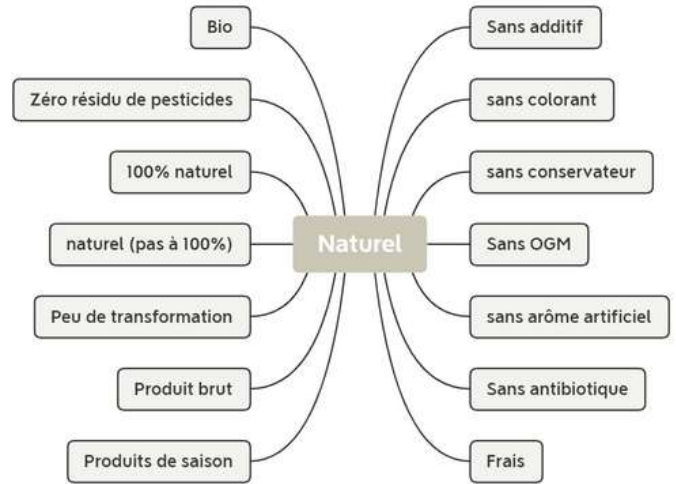 Bio
Zéro résidu de pesticides
100% naturel
naturel (pas à 100%)
Peu de transformation
Produit brut
Produits de saison
Naturel
Sans additif
sans colorant
sans conservateur
Sans OGM
sans arôme artificiel
Sans antibiotique
Frais